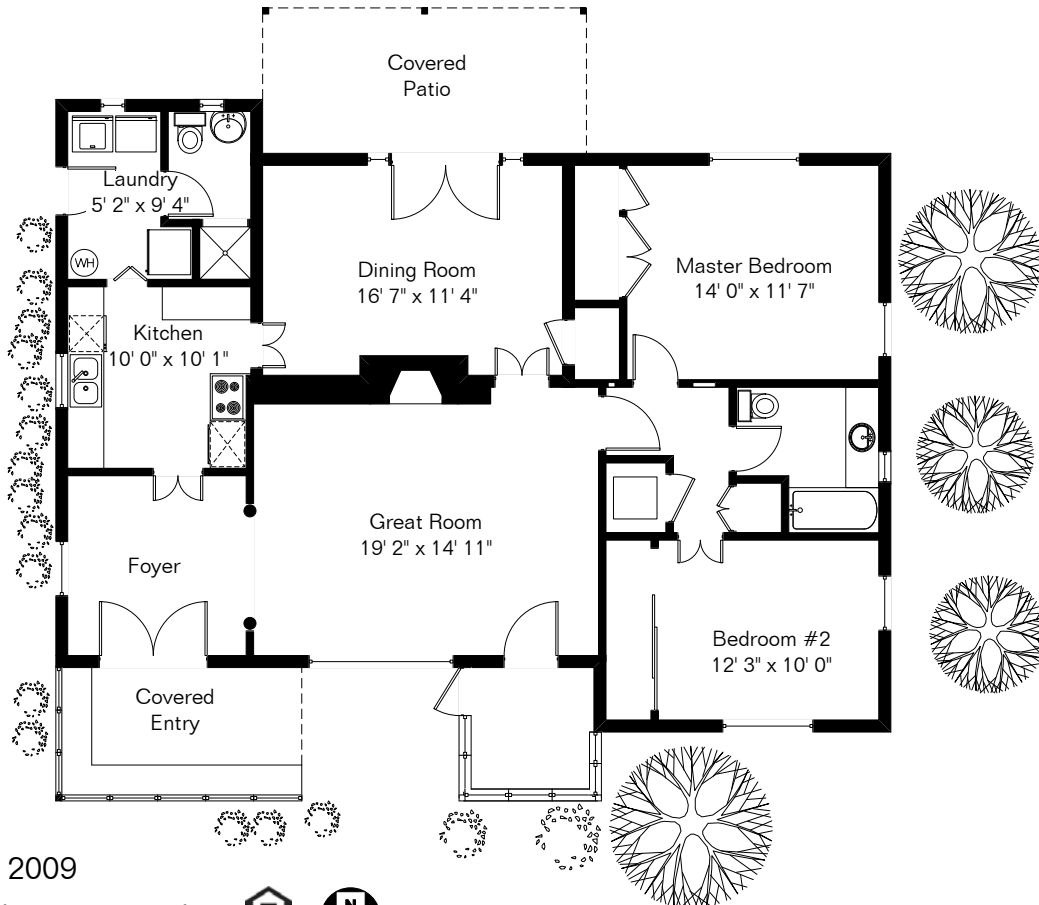 Covered
Patio
Laundry
5' 2" x 9' 4"
WH
Dining Room
16' 7" x 11' 4"
Master Bedroom
14' 0" x 11' 7"
Kitchen
10' 0" x 10' 1"
Great Room
19' 2" x 14' 11"
Foyer
Bedroom #2
12' 3" x 10' 0"
Covered
Entry
2009
N